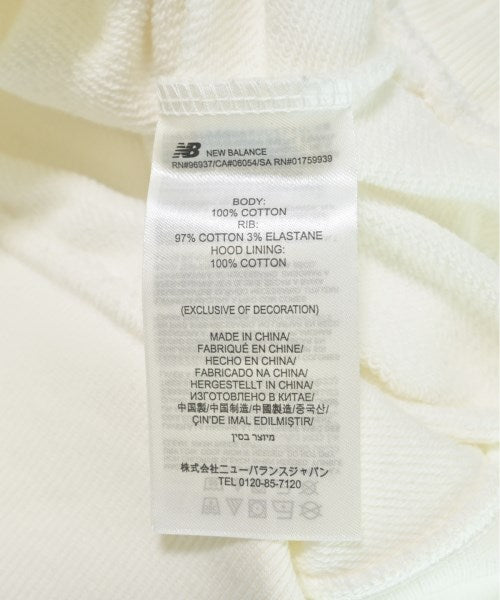 NB NEW BALANCE
RN#96937/CA#06054/SA RN#01759939
BODY:
100% COTTON
RIB:
97% COTTON 3% ELASTANE
HOOD LINING:
100% COTTON
(EXCLUSIVE OF DECORATION)
MADE IN CHINA/
FABRIQUÉ EN CHINE/
HECHO EN CHINA/
FABRICADO NA CHINA/
HERGESTELLT IN CHINA/
ИЗГОТОВЛЕНО В КИТАЕ/
中国製/中国制造/中國製造/중국산/
ÇIN'DE IMAL EDILMIŞTIR/
מיוצר בסין
株式会社ニューバランスジャパン
TEL 0120-85-7120